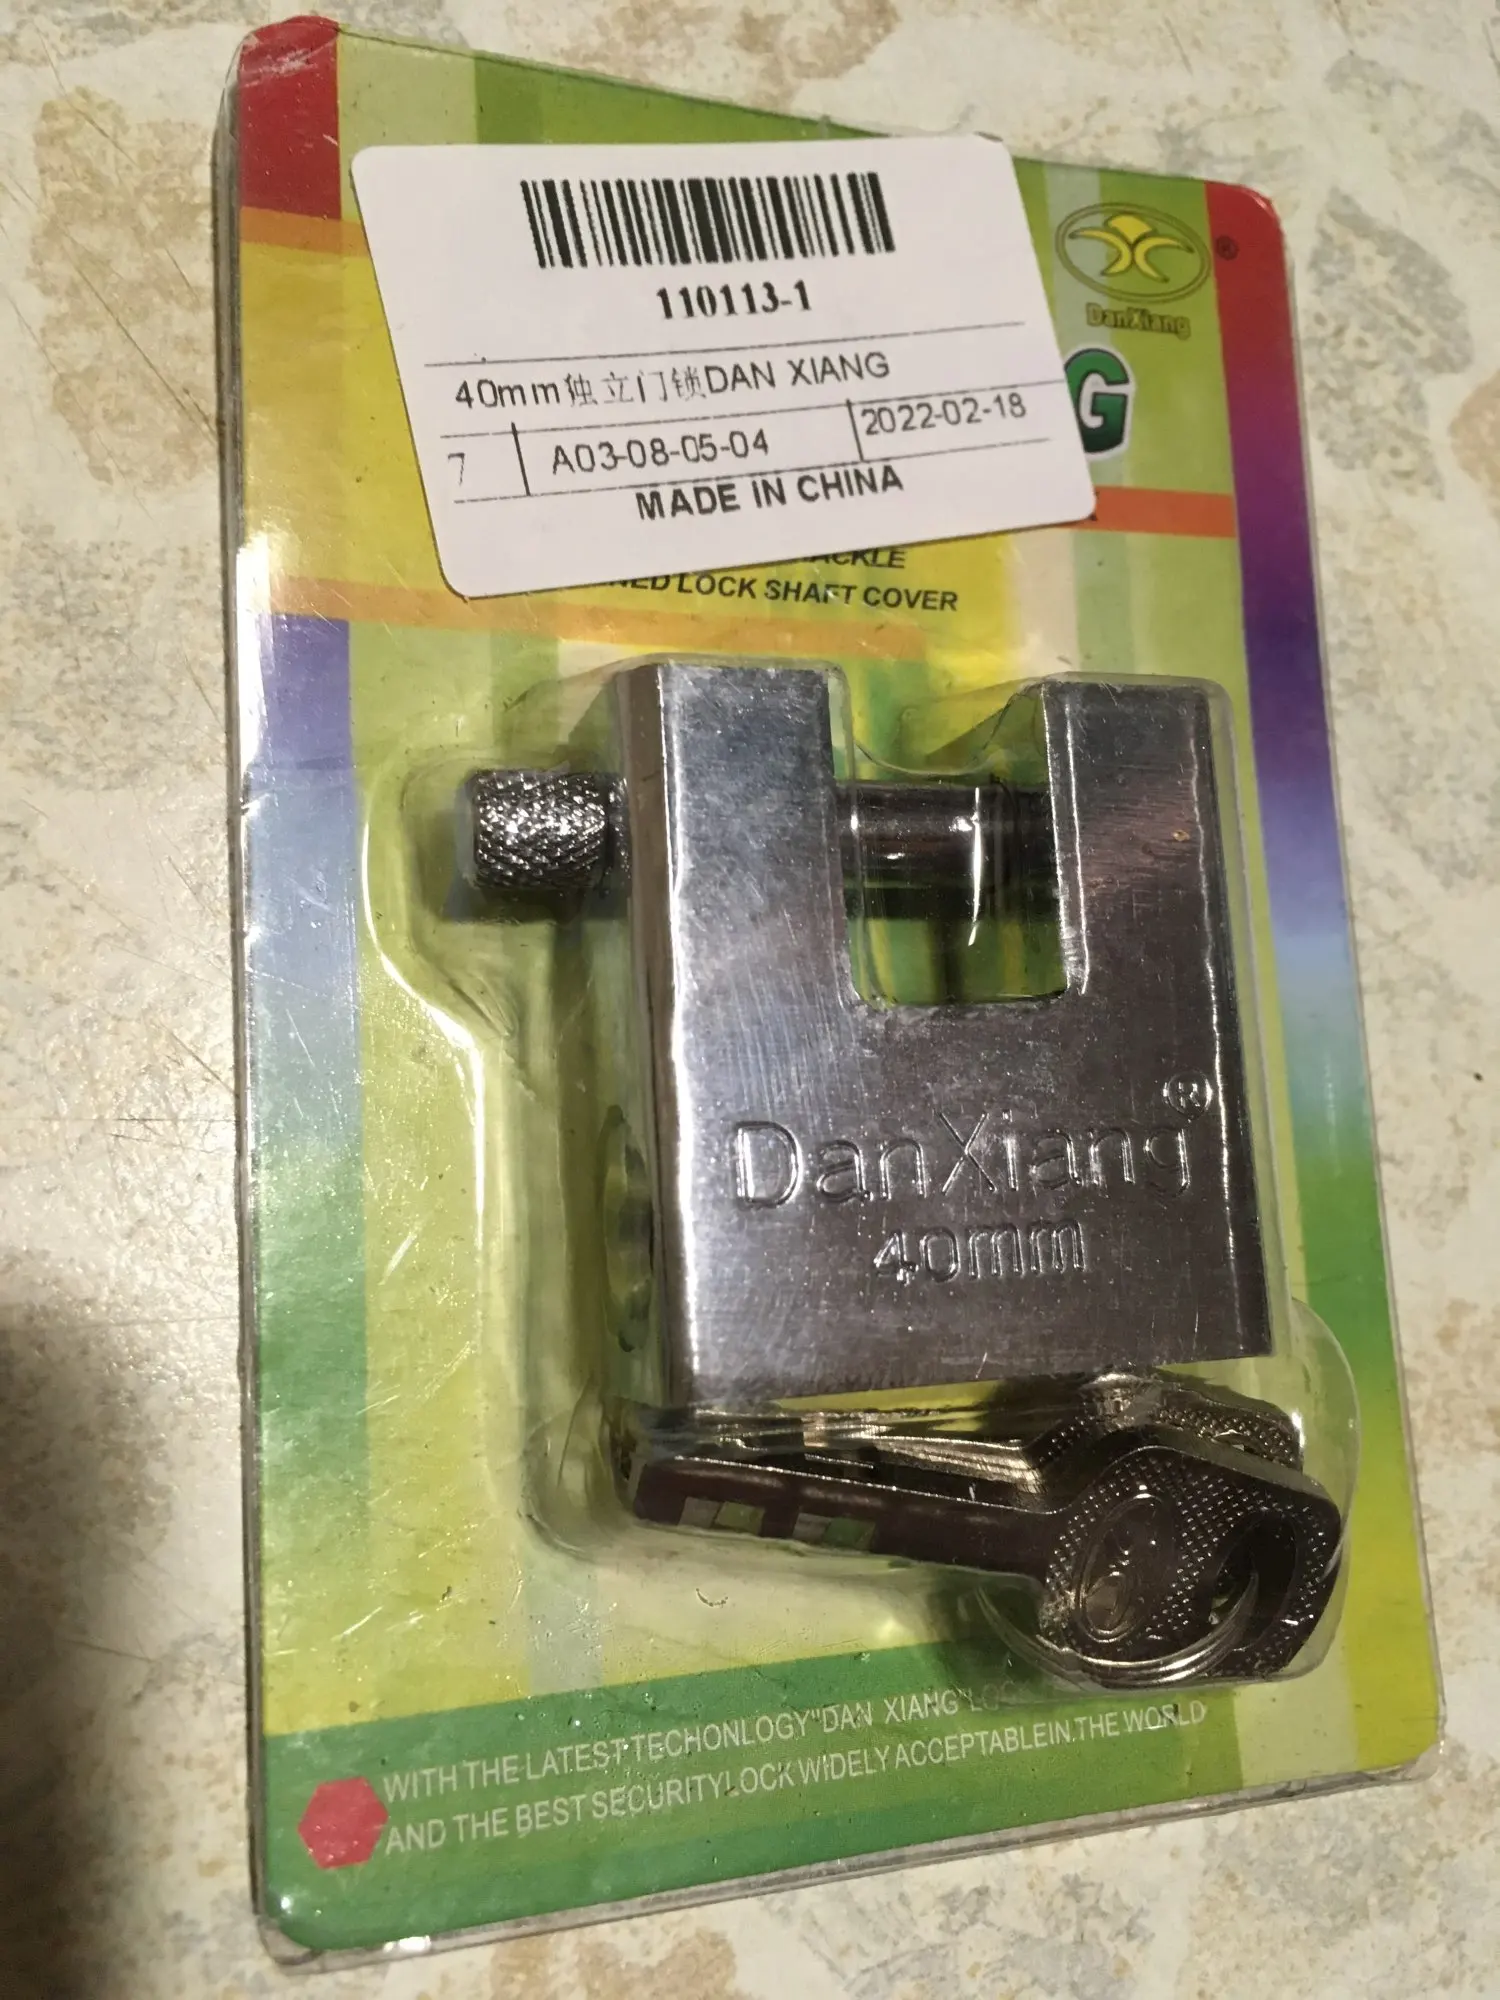 110113-1
40mm独立门锁DAN XIANG
7 A03-08-05-04 2022-02-18
MADE IN CHINA
DanXiang
®
G
LOCK SHAFT COVER
DanXiang®
40mm
WITH THE LATEST TECHONLOGY"DAN XIANG"
AND THE BEST SECURITYLOCK WIDELY ACCEPTABLEIN.THE WORLD